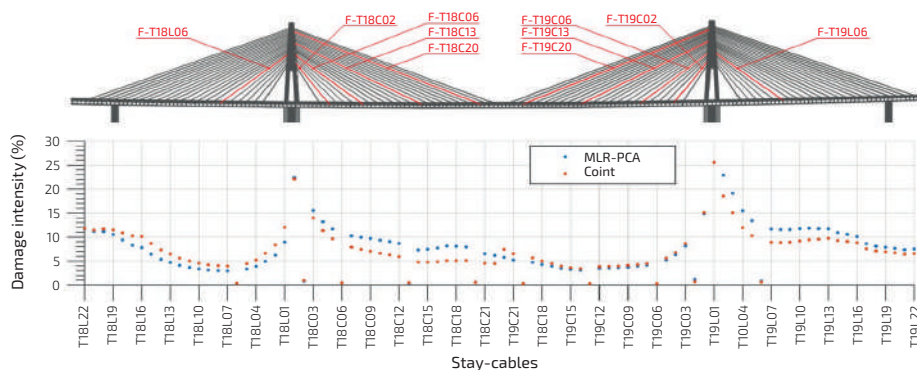 F-T18L06
F-T18C02
F-T18C06
F-T18C13
F-T18C20
F-T19C06
F-T19C13
F-T19C20
F-T19C02
F-T19L06
Damage intensity (%)
30
25
20
15
10
5
0
MLR-PCA
Coint
T18L22
T18L19
T18L16
T18L13
T18L10
T18L07
T18L04
T18L01
T18C03
T18C06
T18C09
T18C12
T18C15
T18C18
T18C21
T19C21
T19C18
T19C15
T19C12
T19C09
T19C06
T19C03
T19L01
T10L04
T19L07
T19L10
T19L13
T19L16
T19L19
T19L22
Stay-cables